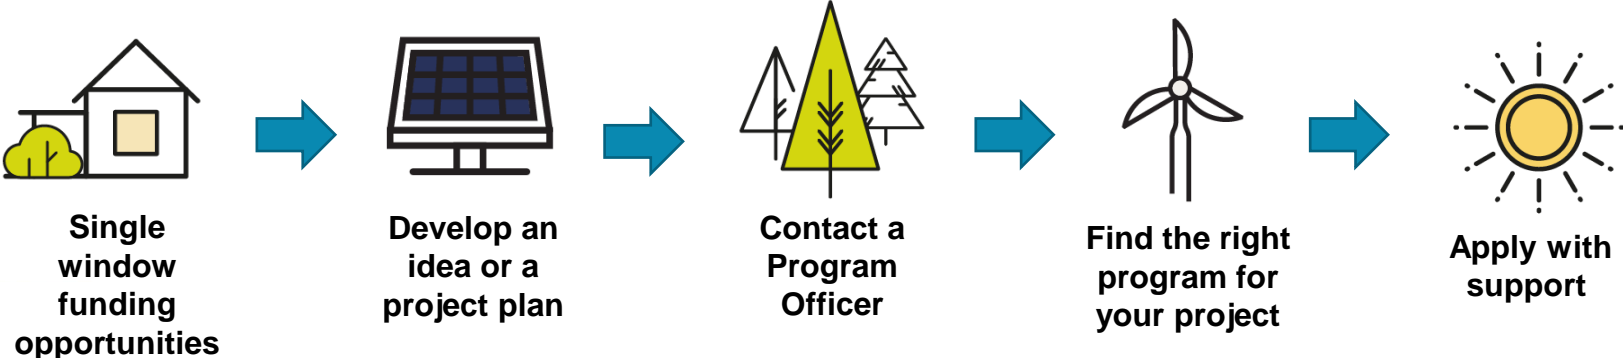 Single
window
funding
opportunities
Develop an
idea or a
project plan
Contact a
Program
Officer
Find the right
program for
your project
Apply with
support